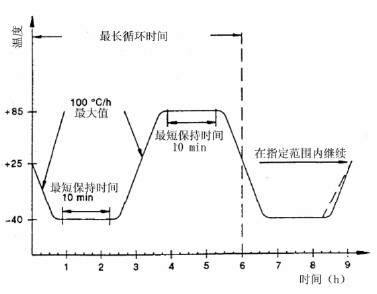 温度
最长循环时间
100 °C/h
最大值
+85
最短保持时间
10 min
在指定范围内继续
+25
最短保持时间
10 min
-40
1 2 3 4 5 6 7 8 9
时间（h）